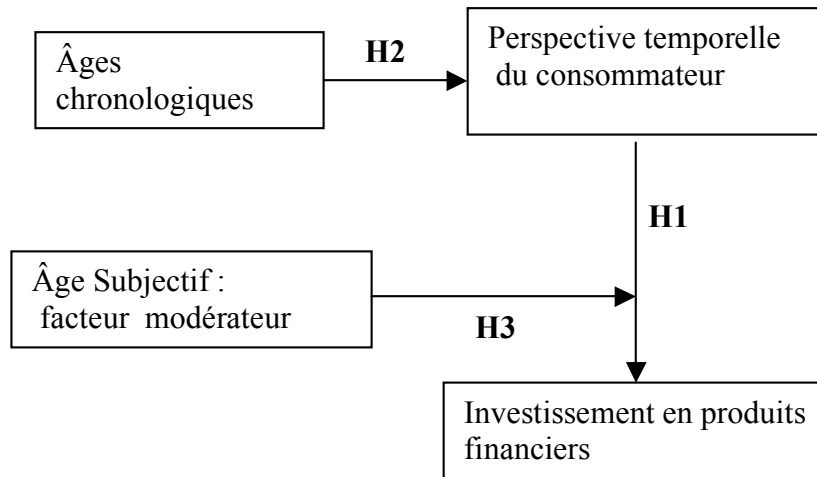 Âges
chronologiques
H2
Perspective temporelle
du consommateur
H1
Âge Subjectif :
facteur modérateur
H3
Investissement en produits
financiers